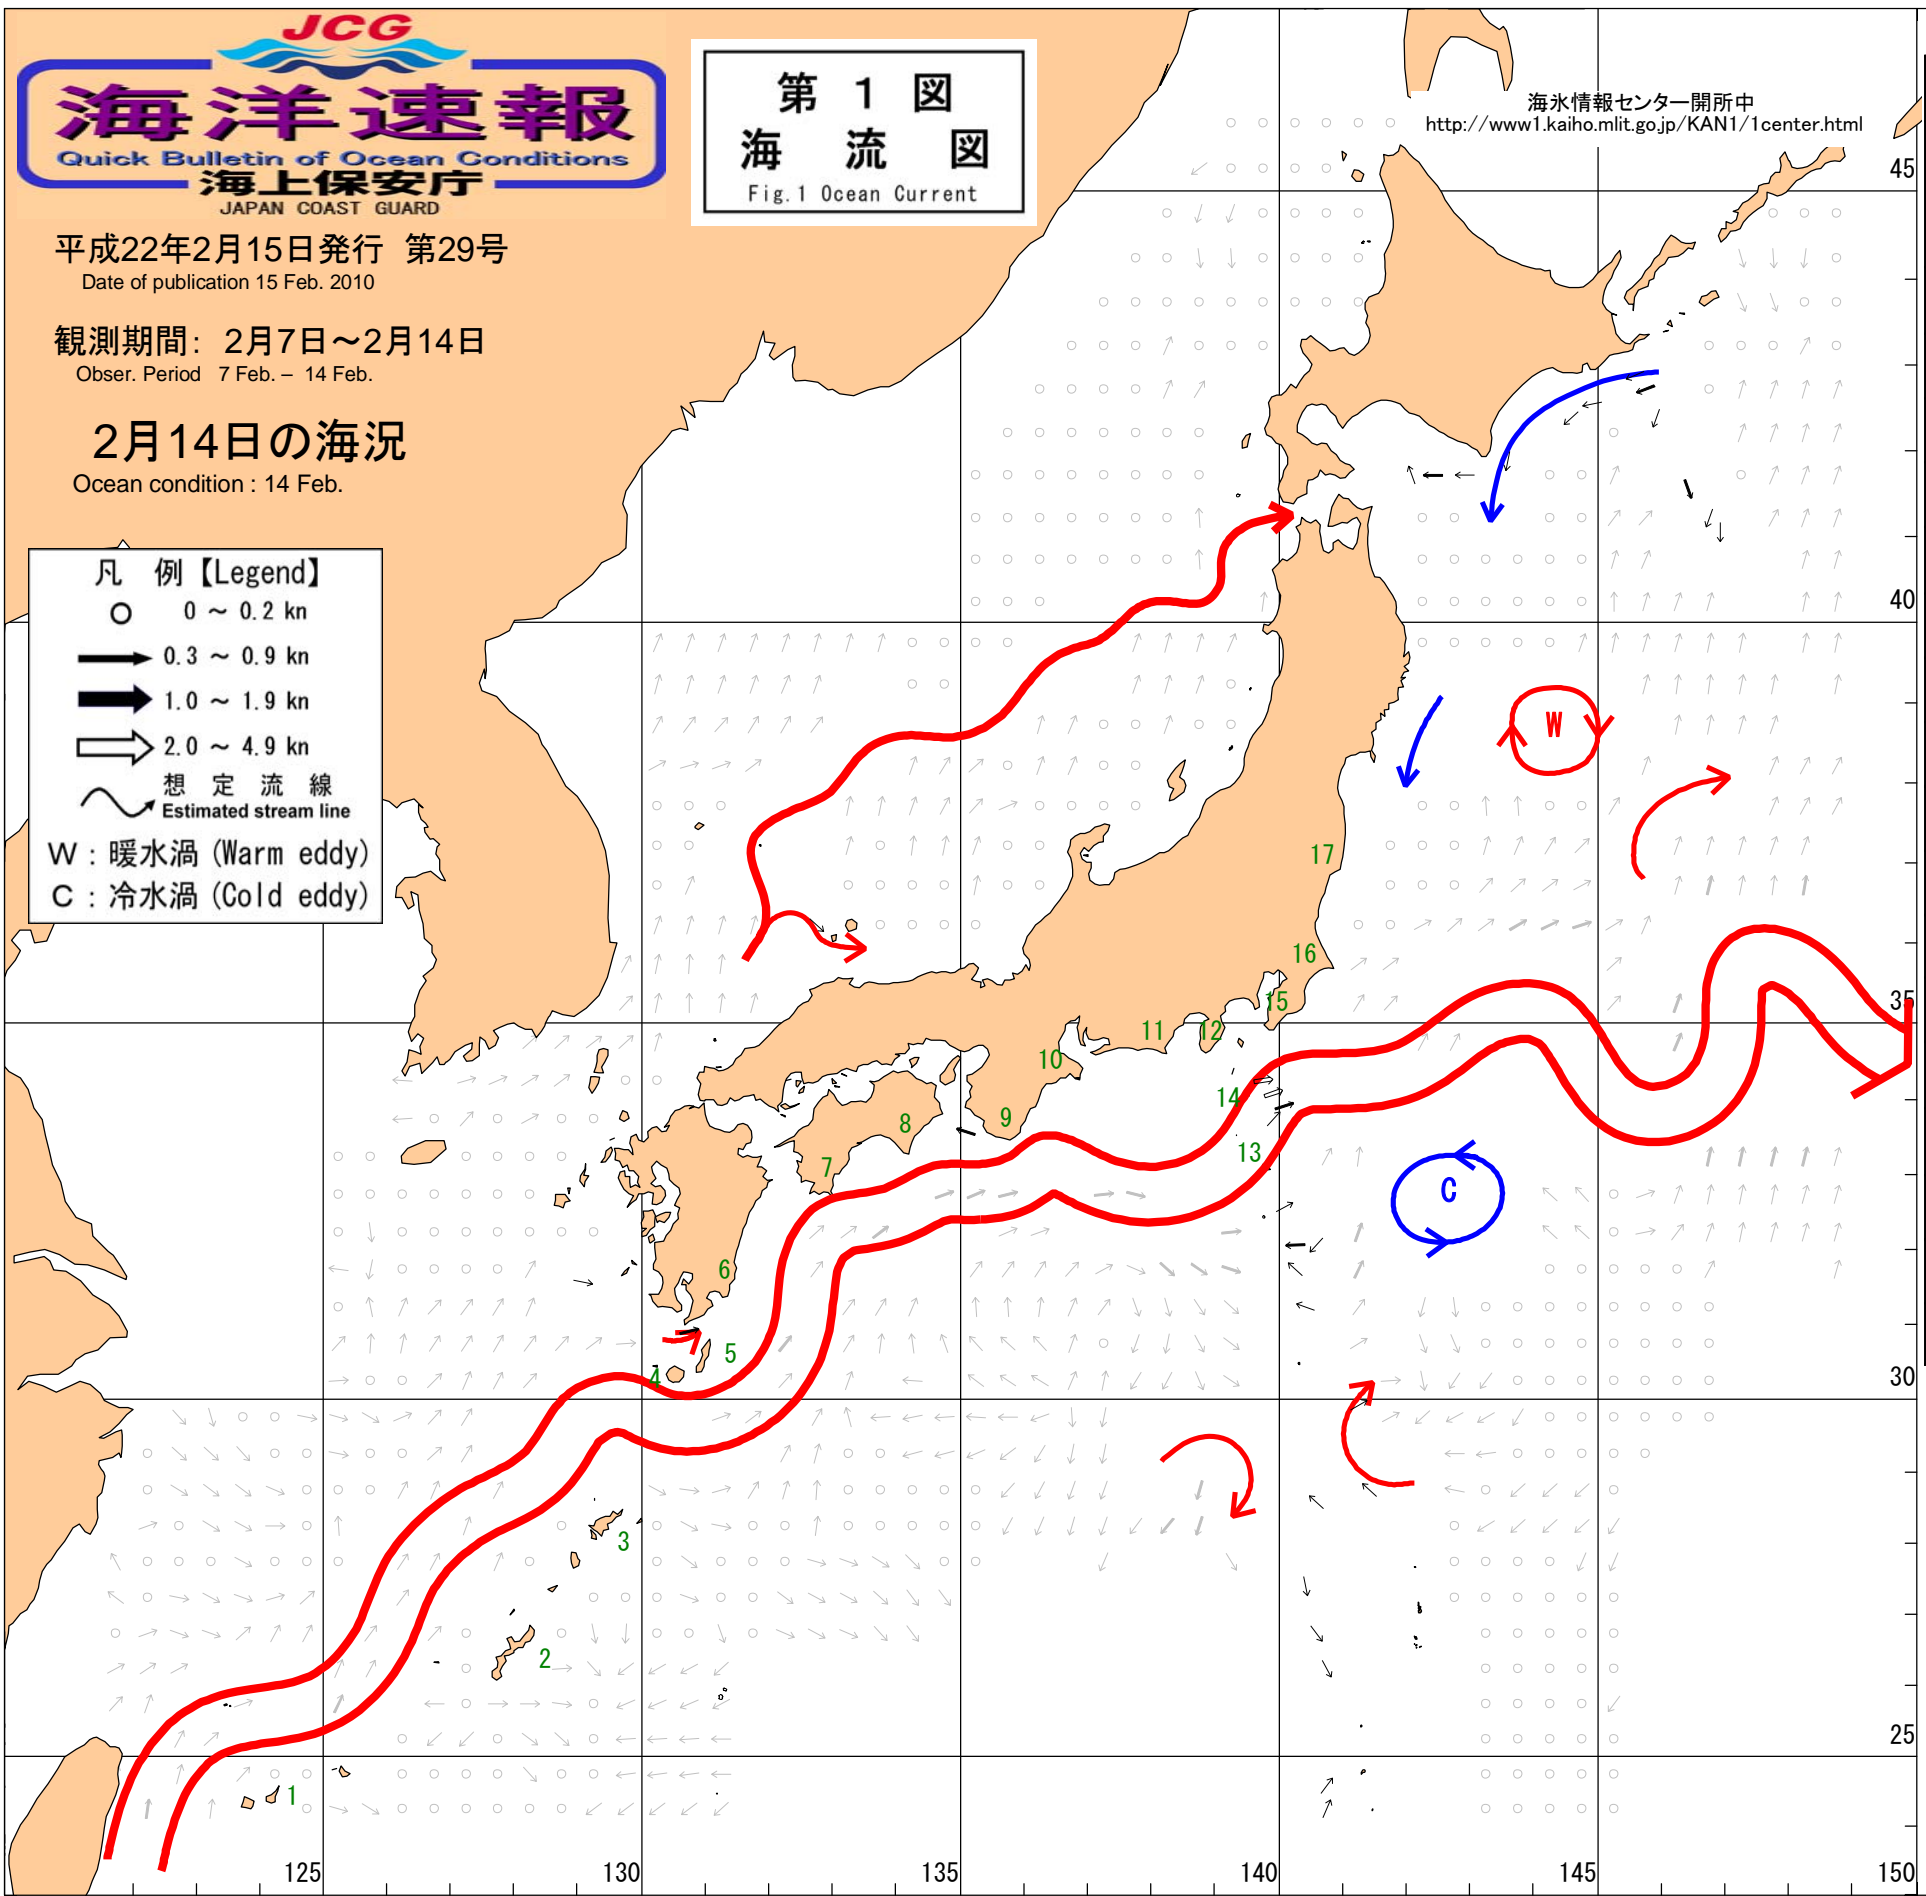 JCG
海洋速報
Quick Bulletin of Ocean Conditions
海上保安庁
JAPAN COAST GUARD
第 1 図
海 流 図
Fig.1 Ocean Current
海氷情報センター開所中
http://www1.kaiho.mlit.go.jp/KAN1/1center.html
平成22年2月15日発行 第29号
Date of publication 15 Feb. 2010
観測期間: 2月7日~2月14日
Obser. Period 7 Feb. – 14 Feb.
2月14日の海況
Ocean condition : 14 Feb.
凡 例【Legend】
0 ~ 0.2 kn
0.3 ~ 0.9 kn
1.0 ~ 1.9 kn
2.0 ~ 4.9 kn
想 定 流 線
Estimated stream line
W : 暖水渦 (Warm eddy)
C : 冷水渦 (Cold eddy)
45
40
W
17
16
35
15
11
12
10
14
9
8
13
7
C
6
5
4
30
3
2
25
1
125
130
135
140
145
150